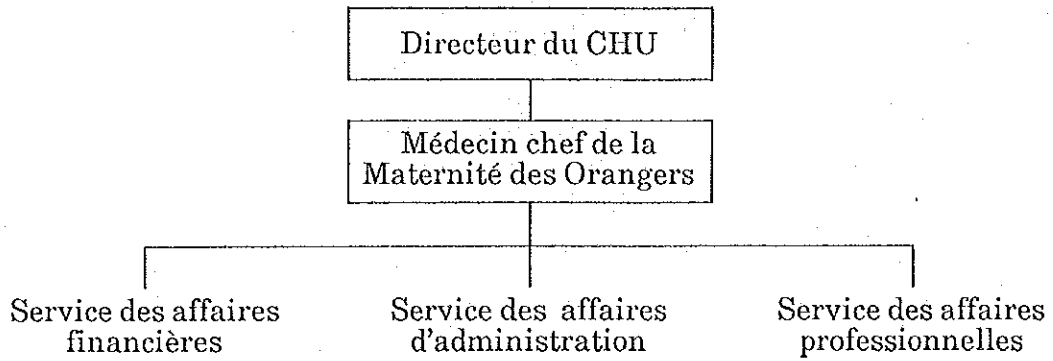 Directeur du CHU
Médecin chef de la
Maternité des Orangers
Service des affaires
financières
Service des affaires
d'administration
Service des affaires
professionnelles